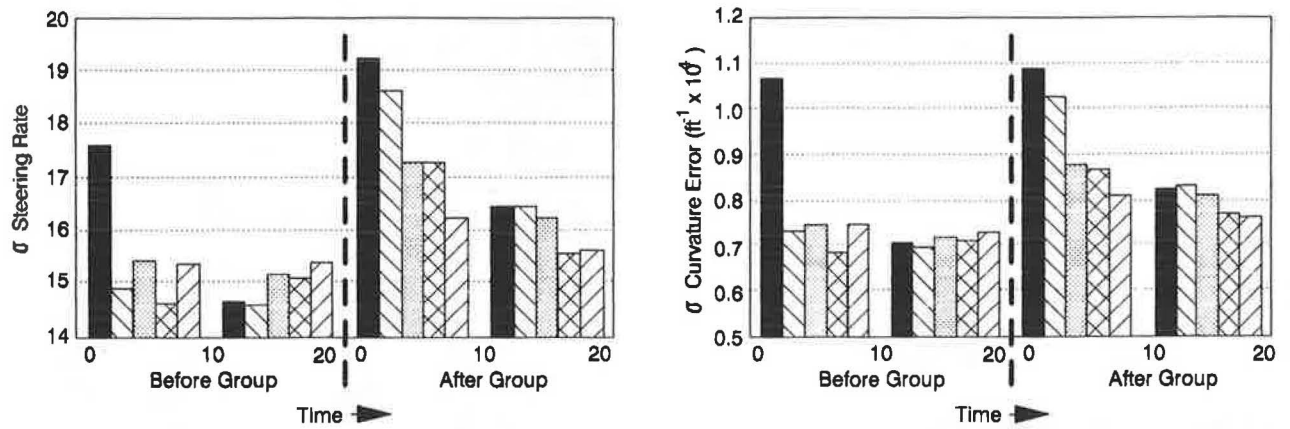 20
19
18
17
16
15
14
σ Steering Rate
0 10 20 0 10 20
Before Group After Group
Time
1.2
1.1
1.0
0.9
0.8
0.7
0.6
0.5
σ Curvature Error (ft⁻¹ x 10⁴)
0 10 20 0 10 20
Before Group After Group
Time